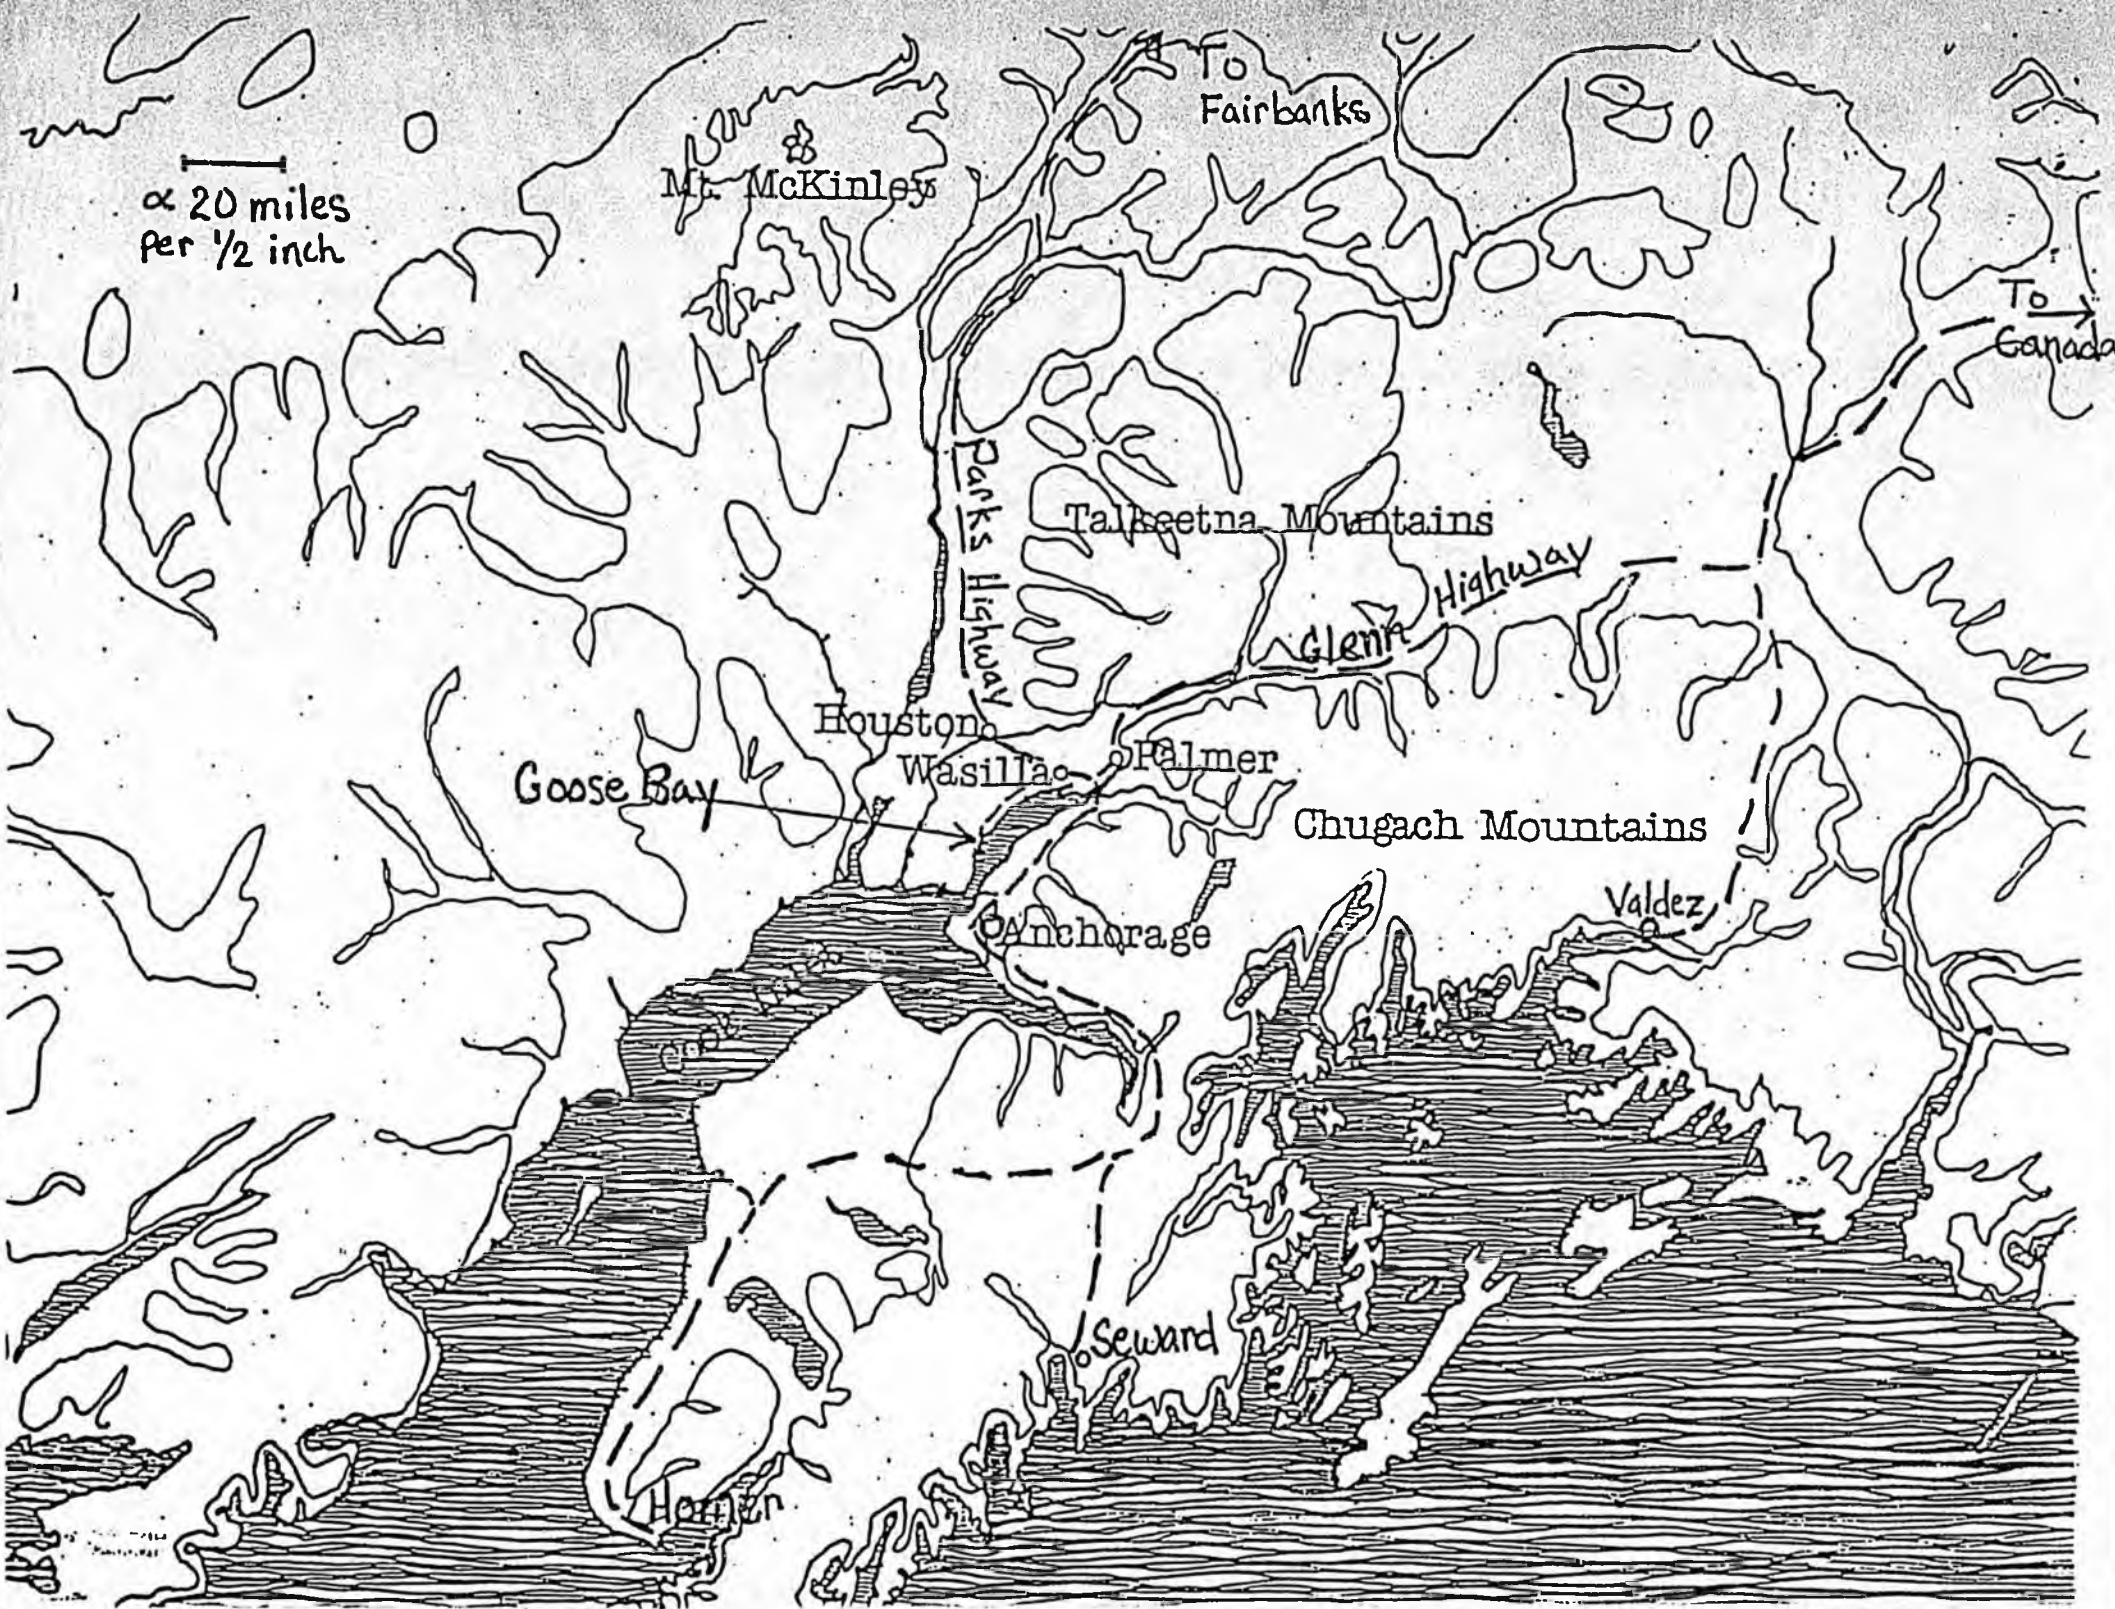 To
Fairbanks
Mt. McKinley
∝ 20 miles
per 1/2 inch
To
Canada
Parks Highway
Talkeetna Mountains
Glenn Highway
Houston
Wasilla
Palmer
Goose Bay
Chugach Mountains
Valdez
Anchorage
Seward
Homer